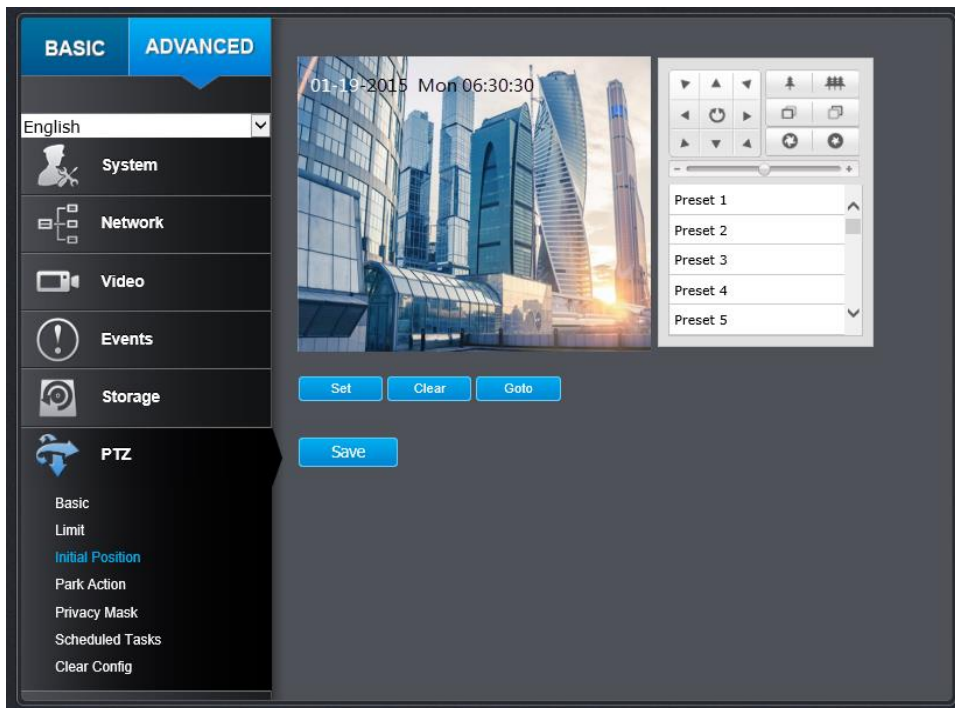 BASIC ADVANCED
English
System
Network
Video
Events
Storage
PTZ
Basic
Limit
Initial Position
Park Action
Privacy Mask
Scheduled Tasks
Clear Config
01-19-2015 Mon 06:30:30
Preset 1
Preset 2
Preset 3
Preset 4
Preset 5
Set Clear Goto
Save